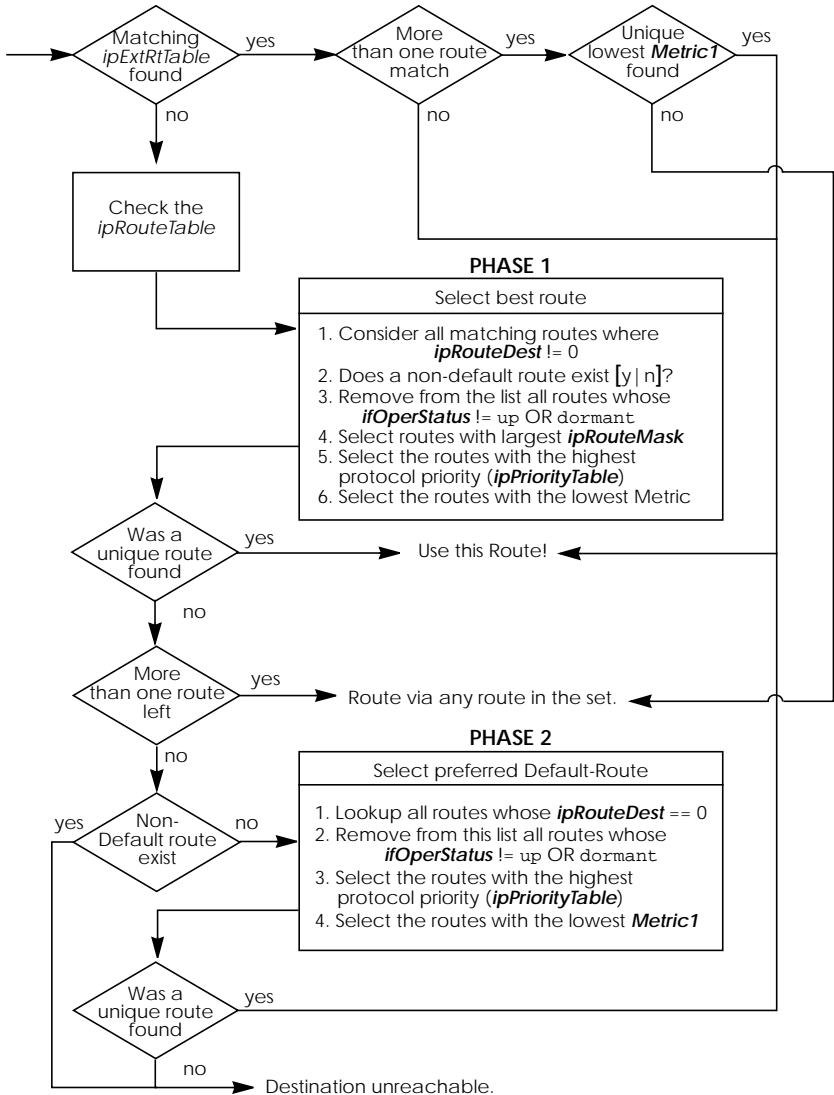 Matching
ipExtRtTable
found
yes
no
More
than one route
match
yes
no
Unique
lowest Metric1
found
yes
no
Check the
ipRouteTable
PHASE 1
Select best route
1. Consider all matching routes where
ipRouteDest != 0
2. Does a non-default route exist [y|n]?
3. Remove from the list all routes whose
ifOperStatus != up OR dormant
4. Select routes with largest ipRouteMask
5. Select the routes with the highest
protocol priority (ipPriorityTable)
6. Select the routes with the lowest Metric
Was a
unique route
found
yes
no
Use this Route!
More
than one route
left
yes
no
Route via any route in the set.
PHASE 2
Select preferred Default-Route
1. Lookup all routes whose ipRouteDest == 0
2. Remove from this list all routes whose
ifOperStatus != up OR dormant
3. Select the routes with the highest
protocol priority (ipPriorityTable)
4. Select the routes with the lowest Metric1
yes
Non-
Default route
exist
no
Was a
unique route
found
yes
no
Destination unreachable.